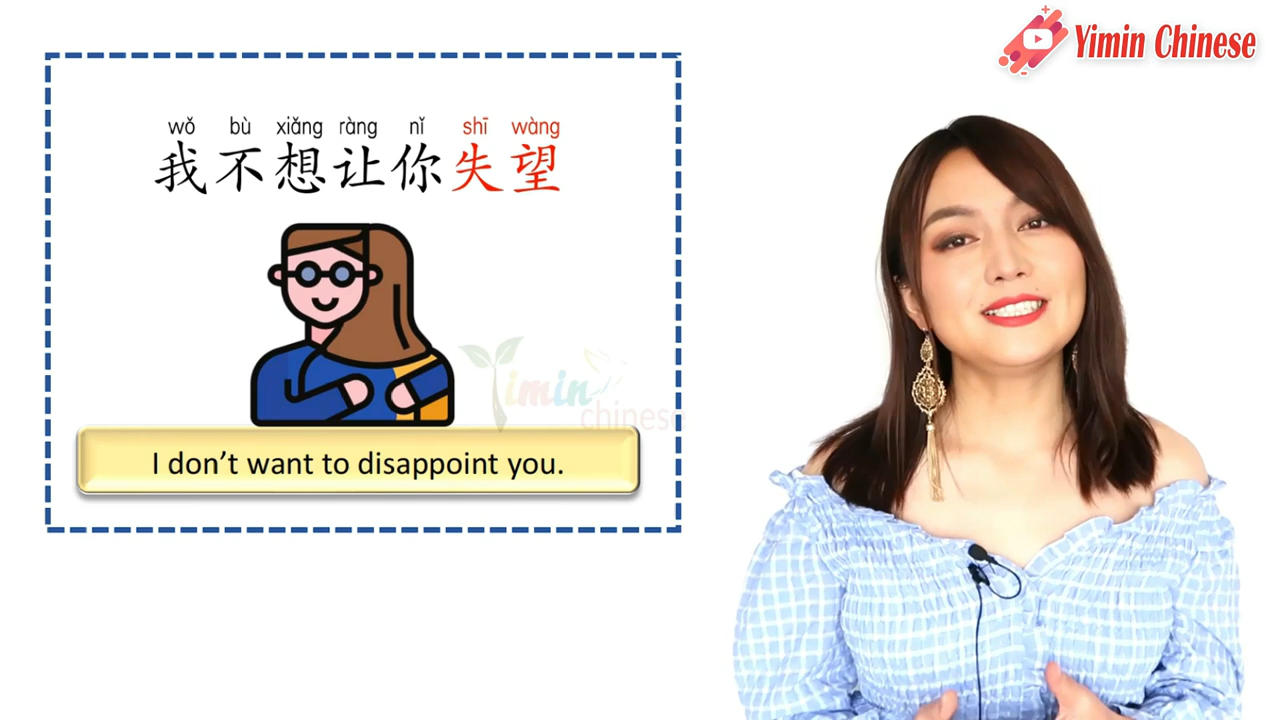 Yimin Chinese
wǒ bù xiǎng ràng nǐ shī wàng
我不想让你失望
Yimin
chinese
I don't want to disappoint you.